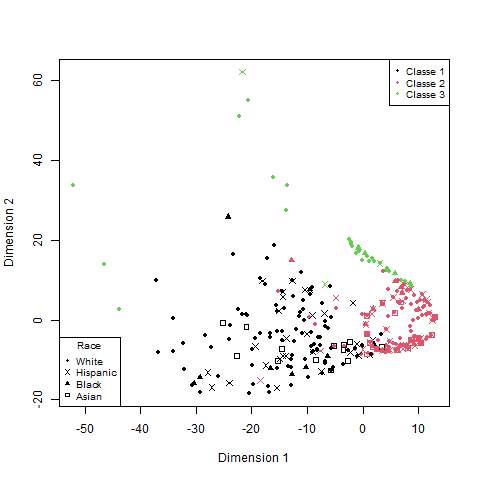 60
40
20
0
-20
Dimension 2
Classe 1
Classe 2
Classe 3
Race
White
Hispanic
Black
Asian
-50 -40 -30 -20 -10 0 10
Dimension 1